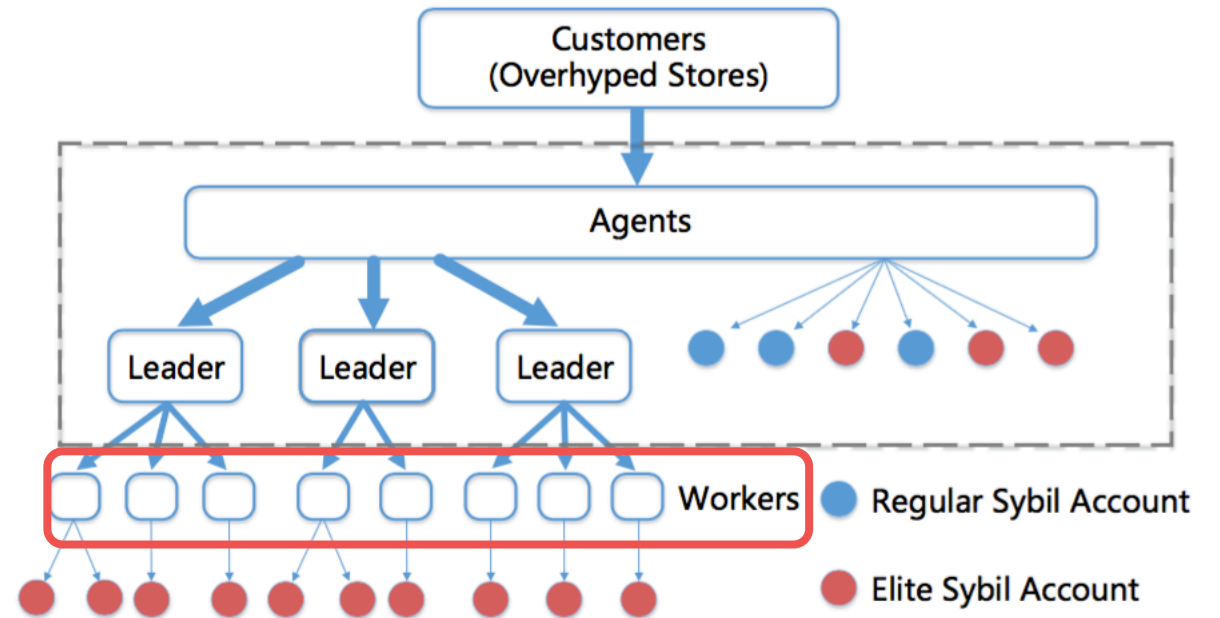 Customers
(Overhyped Stores)
Agents
Leader
Leader
Leader
Workers
Regular Sybil Account
Elite Sybil Account